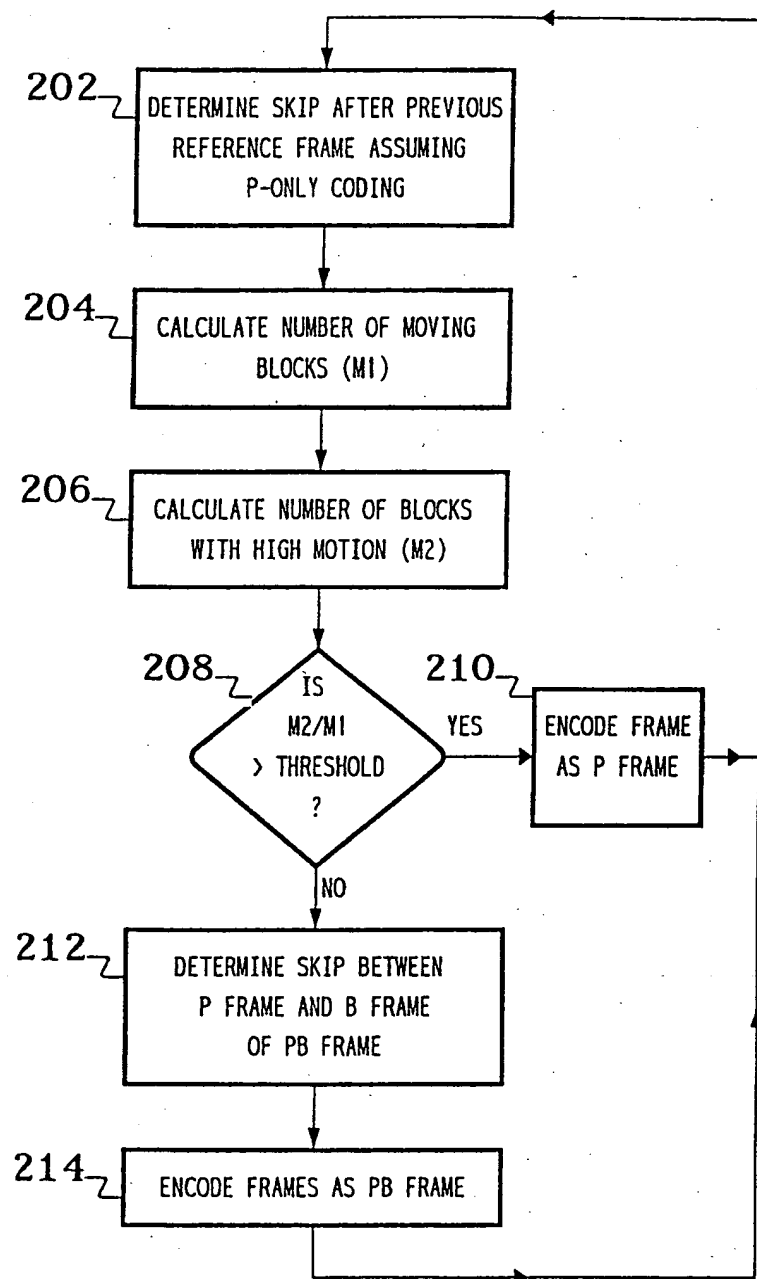 202
DETERMINE SKIP AFTER PREVIOUS
REFERENCE FRAME ASSUMING
P-ONLY CODING
204
CALCULATE NUMBER OF MOVING
BLOCKS (M1)
206
CALCULATE NUMBER OF BLOCKS
WITH HIGH MOTION (M2)
208
IS
M2/M1
> THRESHOLD
?
YES
210
ENCODE FRAME
AS P FRAME
NO
212
DETERMINE SKIP BETWEEN
P FRAME AND B FRAME
OF PB FRAME
214
ENCODE FRAMES AS PB FRAME